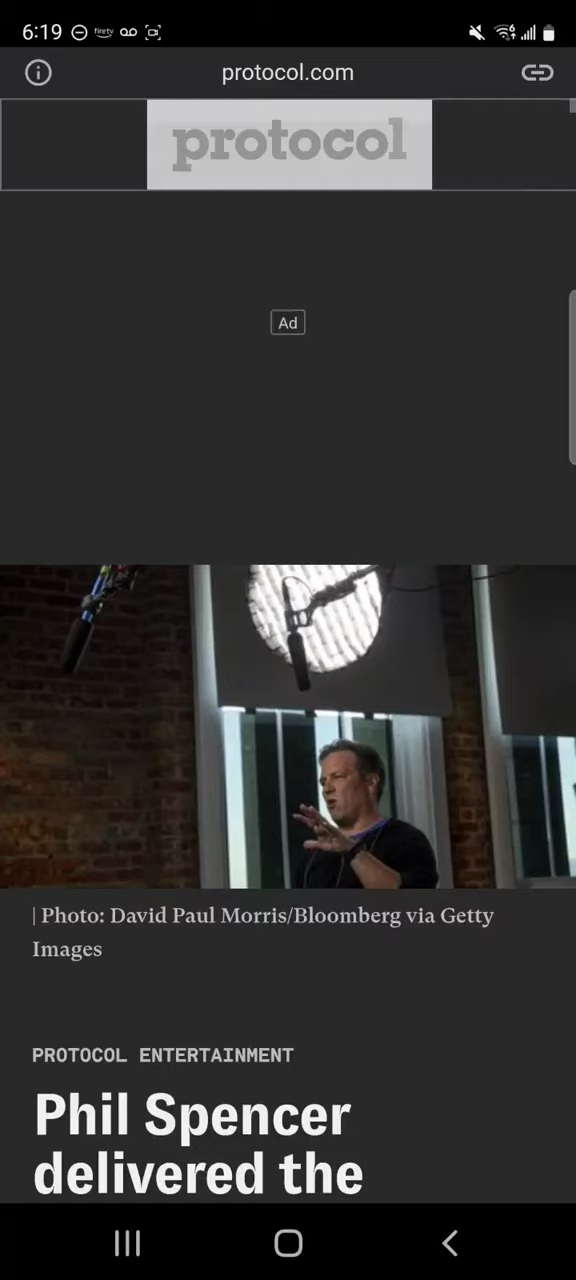 6:19 firetv
protocol.com
protocol
Ad
| Photo: David Paul Morris/Bloomberg via Getty
Images
PROTOCOL ENTERTAINMENT
Phil Spencer
delivered the